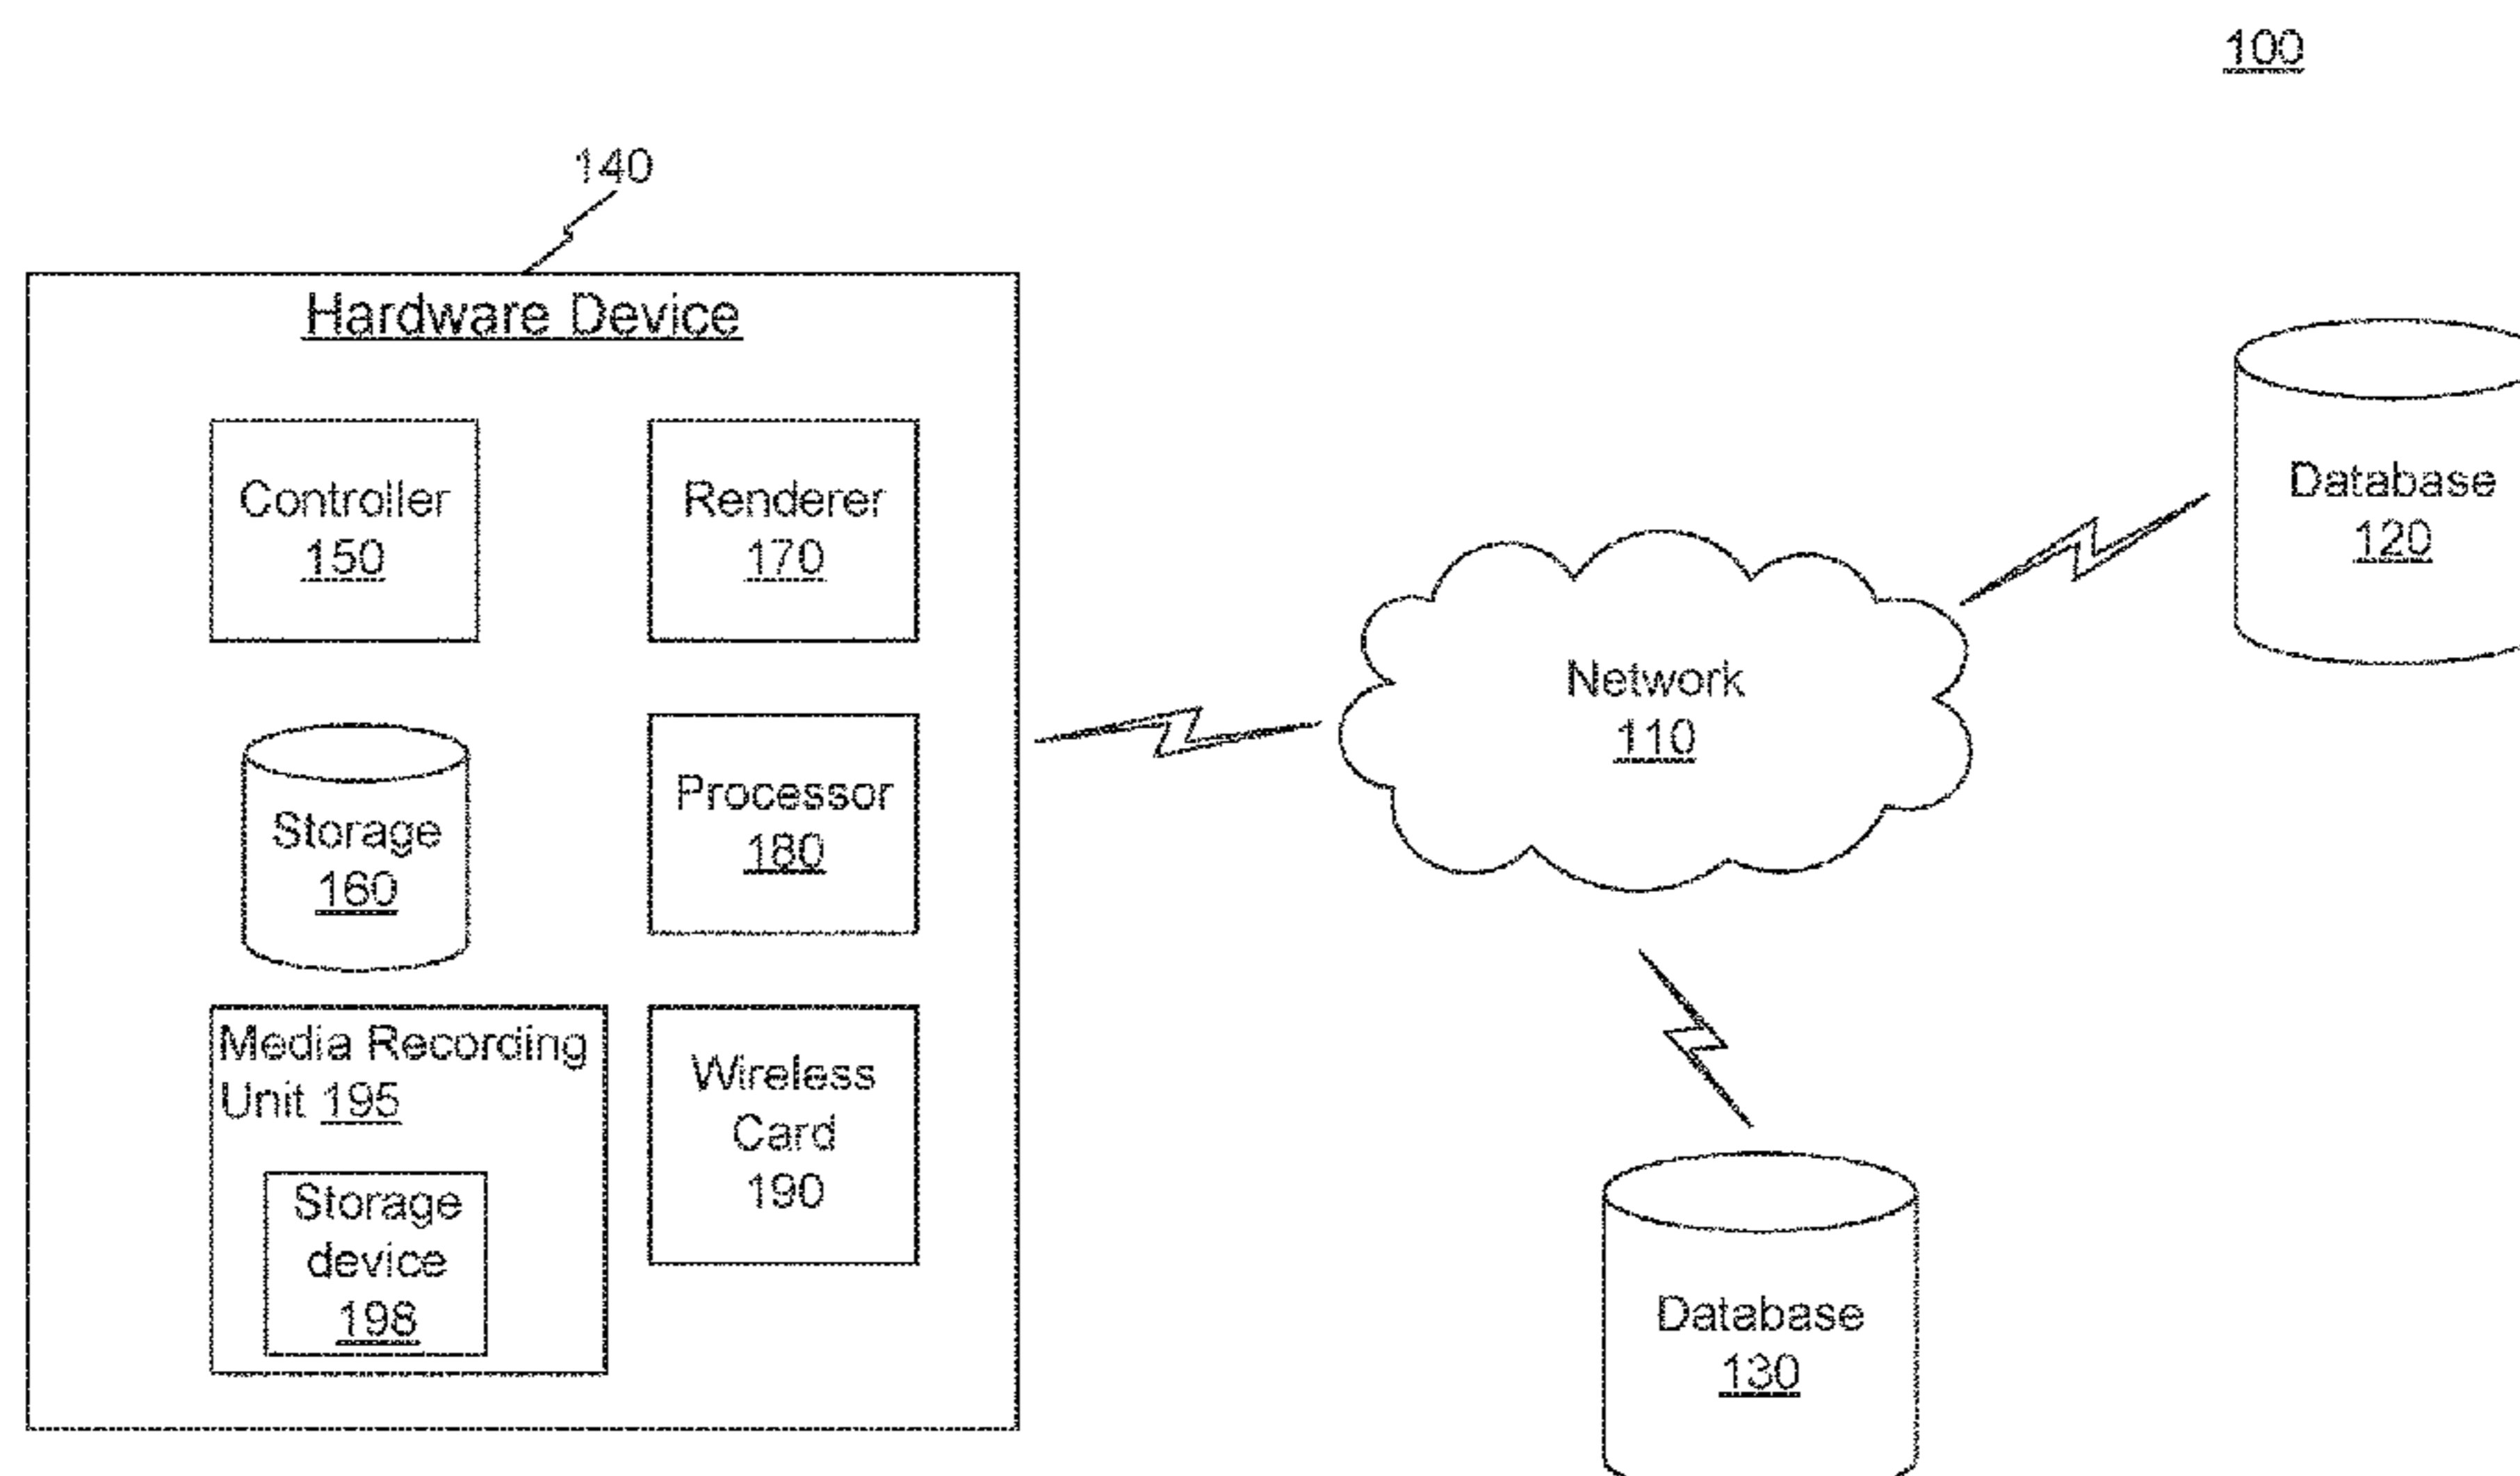 100
140
Hardware Device
Controller
150
Renderer
170
Storage
160
Processor
180
Media Recording
Unit 195
Storage
device
198
Wireless
Card
190
Network
110
Database
120
Database
130